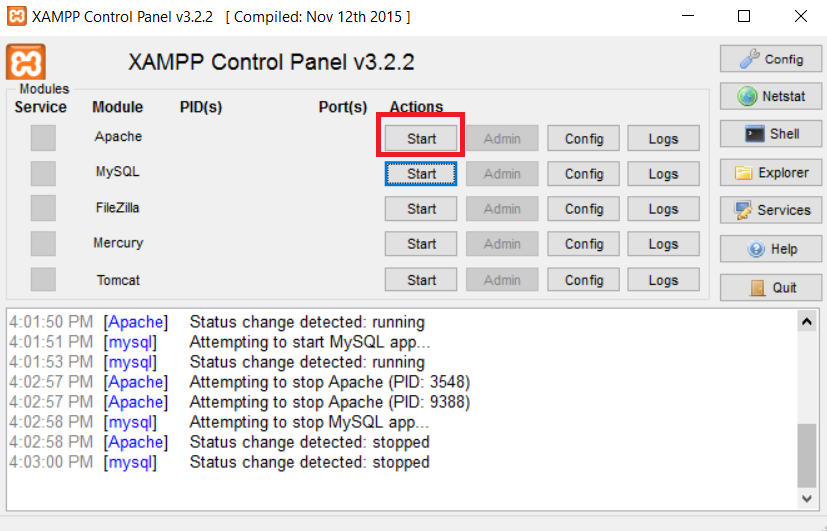 XAMPP Control Panel v3.2.2 [ Compiled: Nov 12th 2015 ]
XAMPP Control Panel v3.2.2
Config
Modules
Service Module PID(s) Port(s) Actions
Netstat
Apache Start Admin Config Logs
Shell
MySQL Start Admin Config Logs
Explorer
FileZilla Start Admin Config Logs
Services
Mercury Start Admin Config Logs
Help
Tomcat Start Admin Config Logs
Quit
4:01:50 PM [Apache] Status change detected: running
4:01:51 PM [mysql] Attempting to start MySQL app...
4:01:53 PM [mysql] Status change detected: running
4:02:57 PM [Apache] Attempting to stop Apache (PID: 3548)
4:02:57 PM [Apache] Attempting to stop Apache (PID: 9388)
4:02:58 PM [mysql] Attempting to stop MySQL app...
4:02:58 PM [Apache] Status change detected: stopped
4:03:00 PM [mysql] Status change detected: stopped